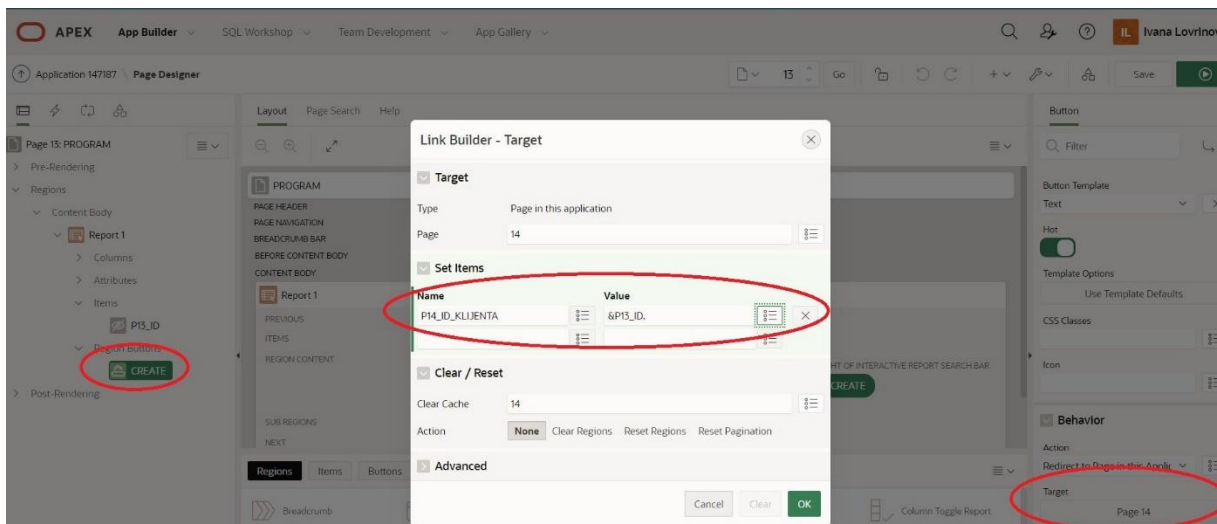 APEX App Builder SQL Workshop Team Development App Gallery IL Ivana Lovrinov
Application 147187 \ Page Designer 13 Go Save
Page 13: PROGRAM
Pre-Rendering
Regions
Content Body
Report 1
Columns
Attributes
Items
P13_ID
Region Buttons
CREATE
Post-Rendering
Layout Page Search Help
PROGRAM
PAGE HEADER
PAGE NAVIGATION
BREADCRUMB BAR
BEFORE CONTENT BODY
CONTENT BODY
Report 1
PREVIOUS
ITEMS
REGION CONTENT
SUB REGIONS
NEXT
HT OF INTERACTIVE REPORT SEARCH BAR
CREATE
Regions Items Buttons
Breadcrumb
Column Toggle Report
Link Builder - Target
Target
Type Page in this application
Page 14
Set Items
Name Value
P14_ID_KLIJENTA &P13_ID.
Clear / Reset
Clear Cache 14
Action None Clear Regions Reset Regions Reset Pagination
Advanced
Cancel Clear OK
Button
Filter
Button Template
Text
Hot
Template Options
Use Template Defaults
CSS Classes
Icon
Behavior
Action
Redirect to Page in this Applic
Target
Page 14